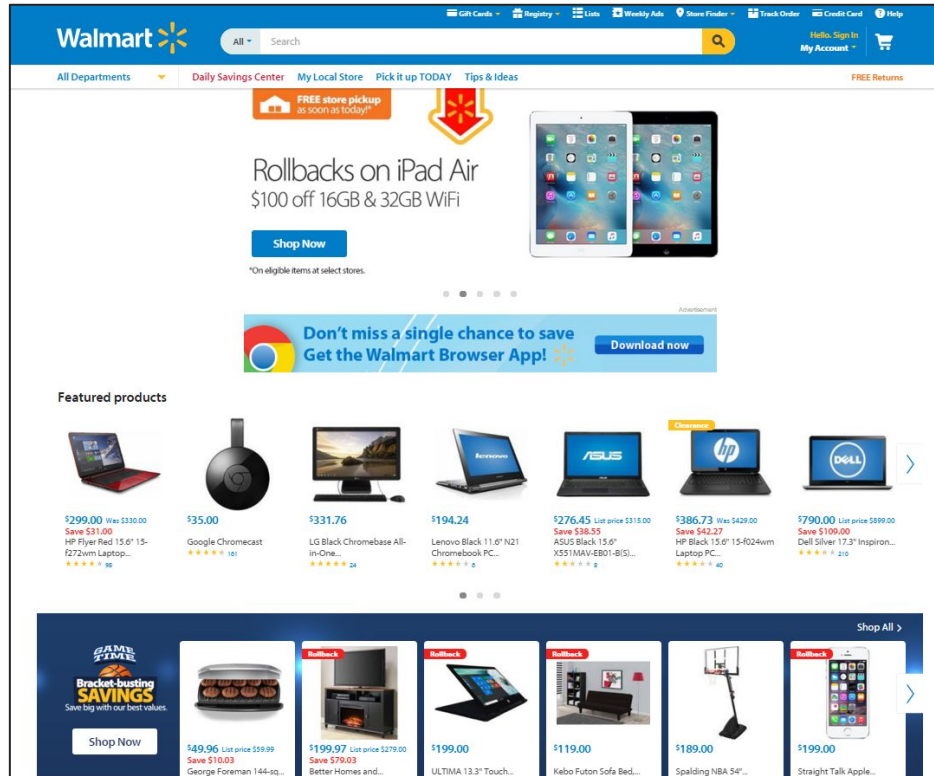 Gift Cards Registry Lists Weekly Ads Store Finder Track Order Credit Card Help
Walmart
All Search
Hello. Sign In
My Account
All Departments Daily Savings Center My Local Store Pick it up TODAY Tips & Ideas FREE Returns
FREE store pickup
as soon as today!*
Rollbacks on iPad Air
$100 off 16GB & 32GB WiFi
Shop Now
*On eligible items at select stores.
Advertisement
Don't miss a single chance to save
Get the Walmart Browser App!
Download now
Featured products
Clearance
lenovo
ASUS
hp
DELL
$299.00 Was $330.00
Save $31.00
HP Flyer Red 15.6" 15-
f272wm Laptop...
98
$35.00
Google Chromecast
161
$331.76
LG Black Chromebase All-
in-One...
24
$194.24
Lenovo Black 11.6" N21
Chromebook PC...
$276.45 List price $315.00
Save $38.55
ASUS Black 15.6"
X551MAV-EB01-B(S)...
$386.73 Was $429.00
Save $42.27
HP Black 15.6" 15-f024wm
Laptop PC...
40
$790.00 List price $899.00
Save $109.00
Dell Silver 17.3" Inspiron...
210
Shop All
GAME
TIME
Bracket-busting
SAVINGS
Save big with our best values.
Shop Now
$49.96 List price $59.99
Save $10.03
George Foreman 144-sq...
Rollback
$199.97 List price $279.00
Save $79.03
Better Homes and...
Rollback
$199.00
ULTIMA 13.3" Touch...
Rollback
$119.00
Kebo Futon Sofa Bed,...
$189.00
Spalding NBA 54"...
Rollback
$199.00
Straight Talk Apple...